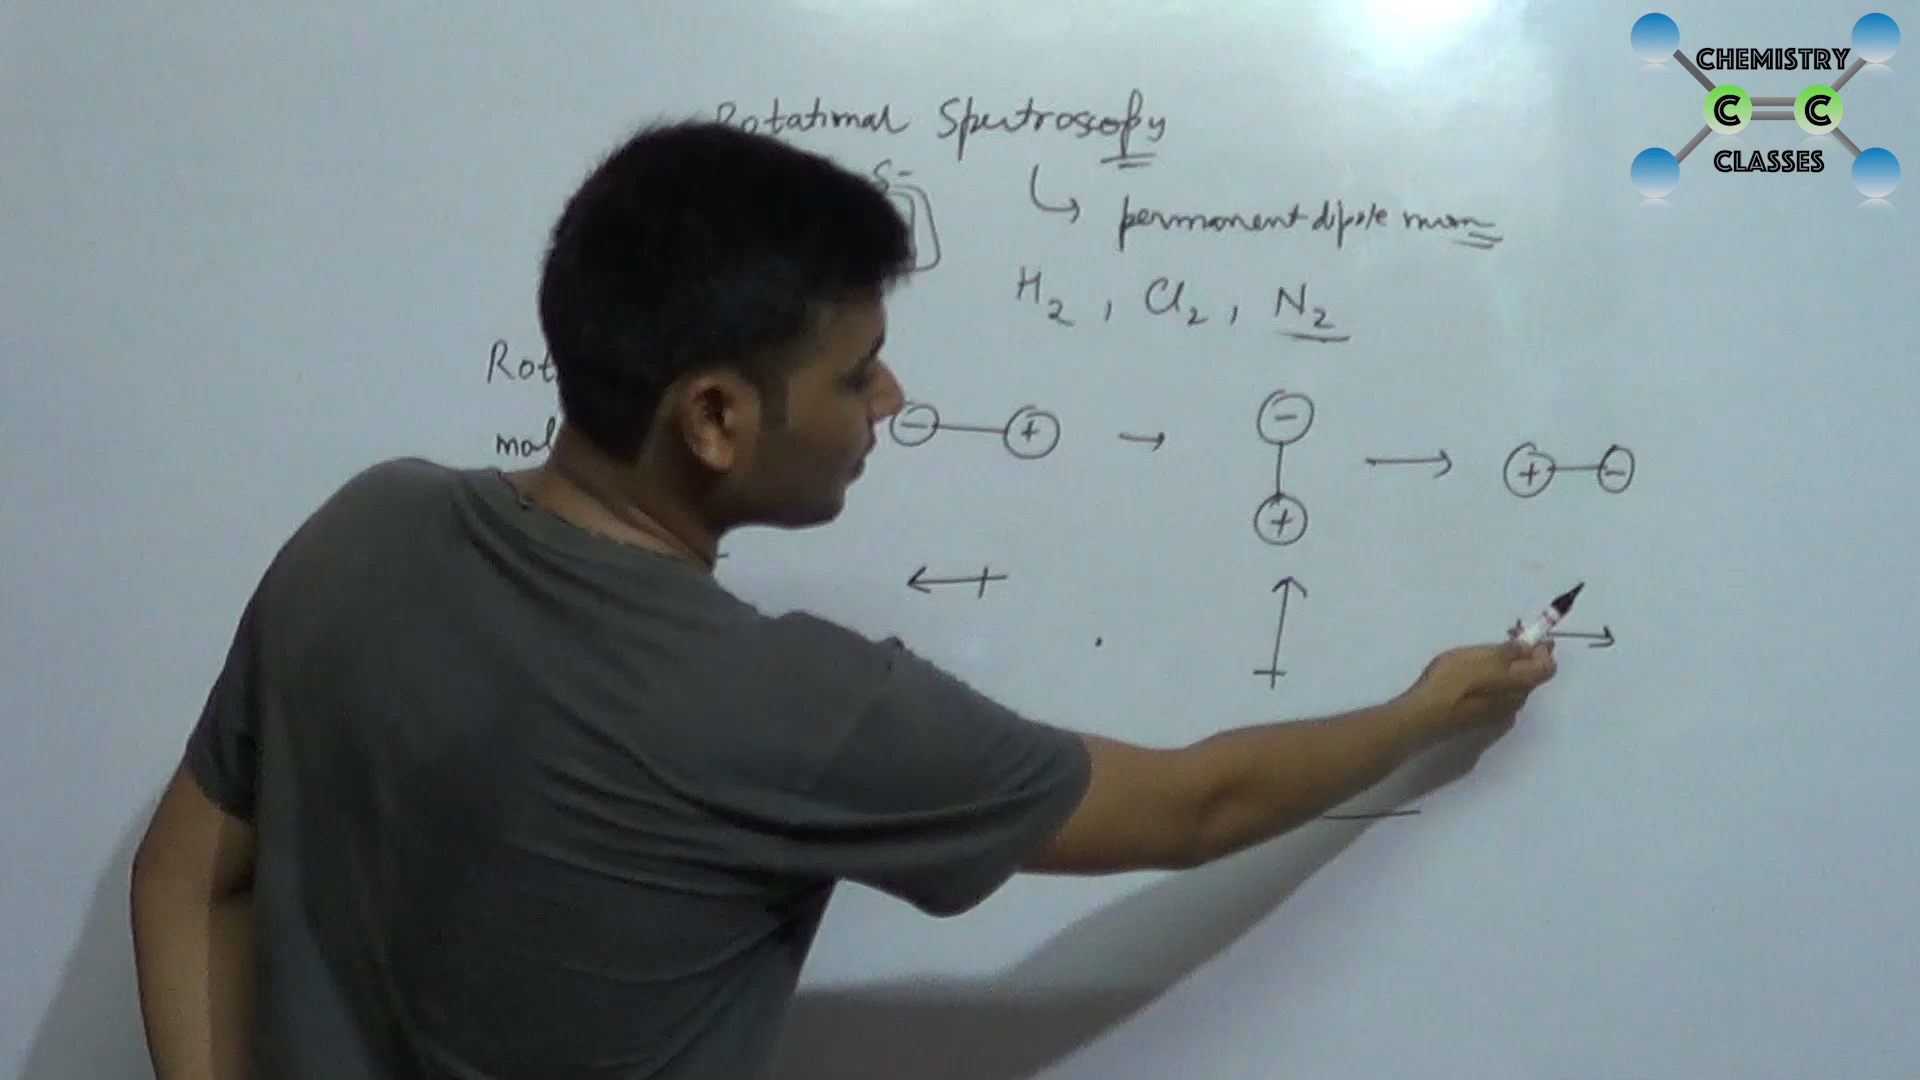 CHEMISTRY
C C
CLASSES
Rotational Spectroscopy
δ-
permanent dipole mom
H2, Cl2, N2
Rot
mol
- + → - → + -
+